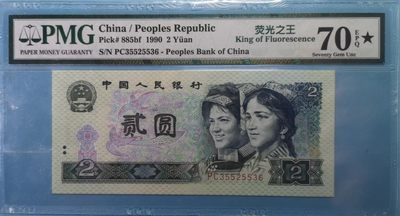 PMG
PAPER MONEY GUARANTY
China / Peoples Republic
Pick# 885bf 1990 2 Yüan
S/N PC35525536 - Peoples Bank of China
荧光之王
King of Fluorescence
70 EPQ ★
Seventy Gem Unc
中国人民银行
2
贰圆
2
2
PC35525536